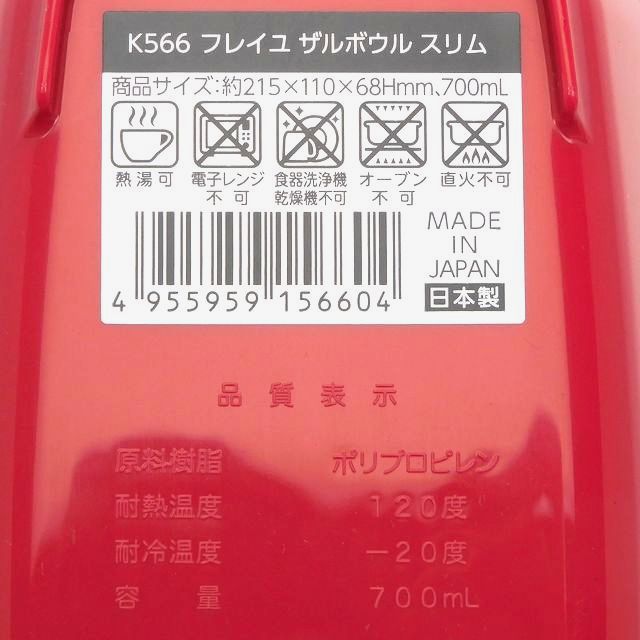 K566 フレイユ ザルボウル スリム
商品サイズ:約215×110×68Hmm、700mL
熱湯可
電子レンジ
不可
食器洗浄機
乾燥機不可
オーブン
不可
直火不可
MADE
IN
JAPAN
日本製
4 955959 156604
品質表示
原料樹脂 ポリプロピレン
耐熱温度 120度
耐冷温度 -20度
容量 700mL